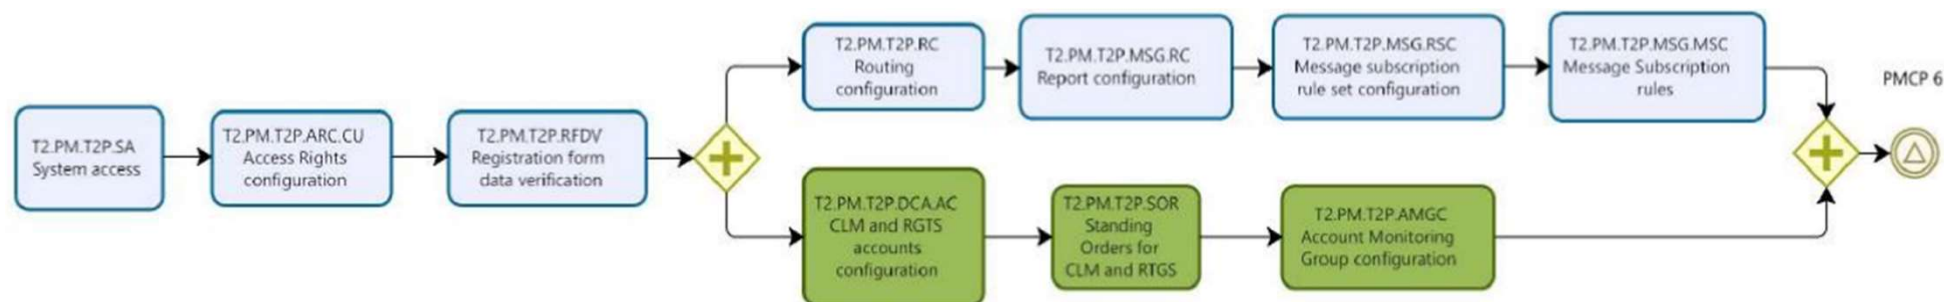 T2.PM.T2P.SA
System access
T2.PM.T2P.ARC.CU
Access Rights
configuration
T2.PM.T2P.RFDV
Registration form
data verification
T2.PM.T2P.RC
Routing
configuration
T2.PM.T2P.MSG.RC
Report configuration
T2.PM.T2P.MSG.RSC
Message subscription
rule set configuration
T2.PM.T2P.MSG.MSC
Message Subscription
rules
T2.PM.T2P.DCA.AC
CLM and RGTS
accounts
configuration
T2.PM.T2P.SOR
Standing
Orders for
CLM and RTGS
T2.PM.T2P.AMGC
Account Monitoring
Group configuration
PMCP 6